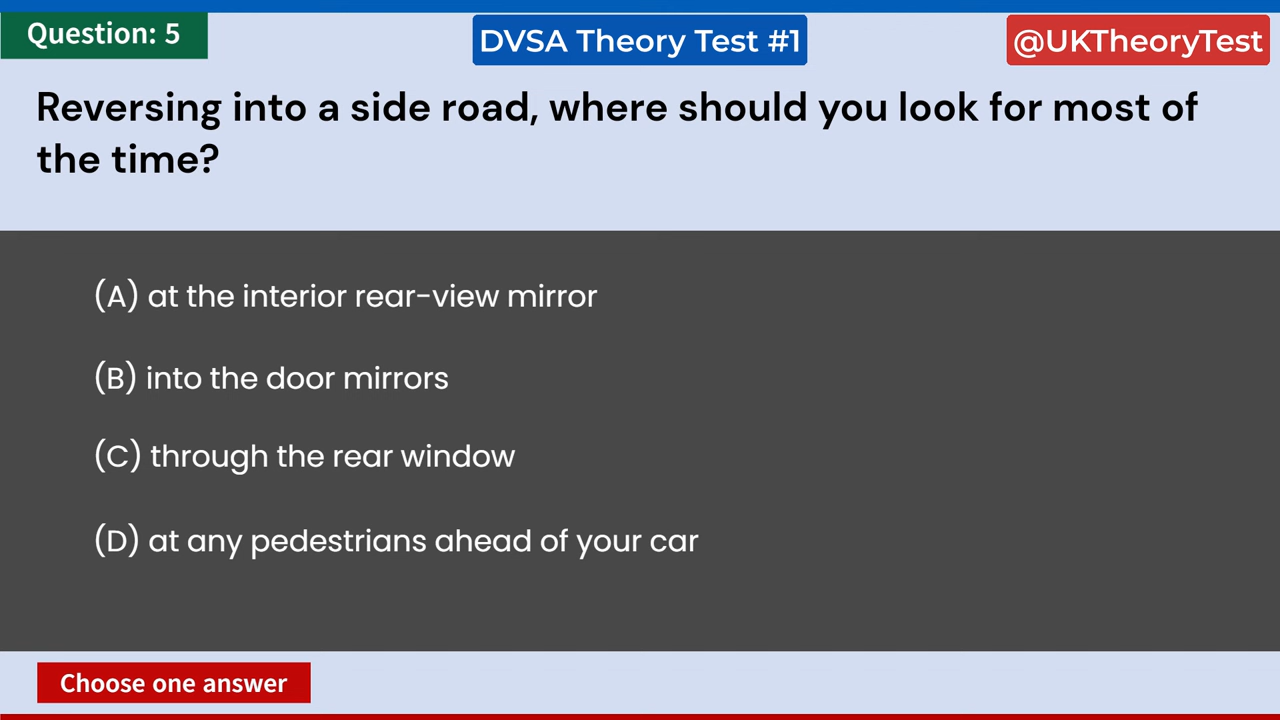 Question: 5
DVSA Theory Test #1
@UKTheoryTest
Reversing into a side road, where should you look for most of
the time?
(A) at the interior rear-view mirror
(B) into the door mirrors
(C) through the rear window
(D) at any pedestrians ahead of your car
Choose one answer